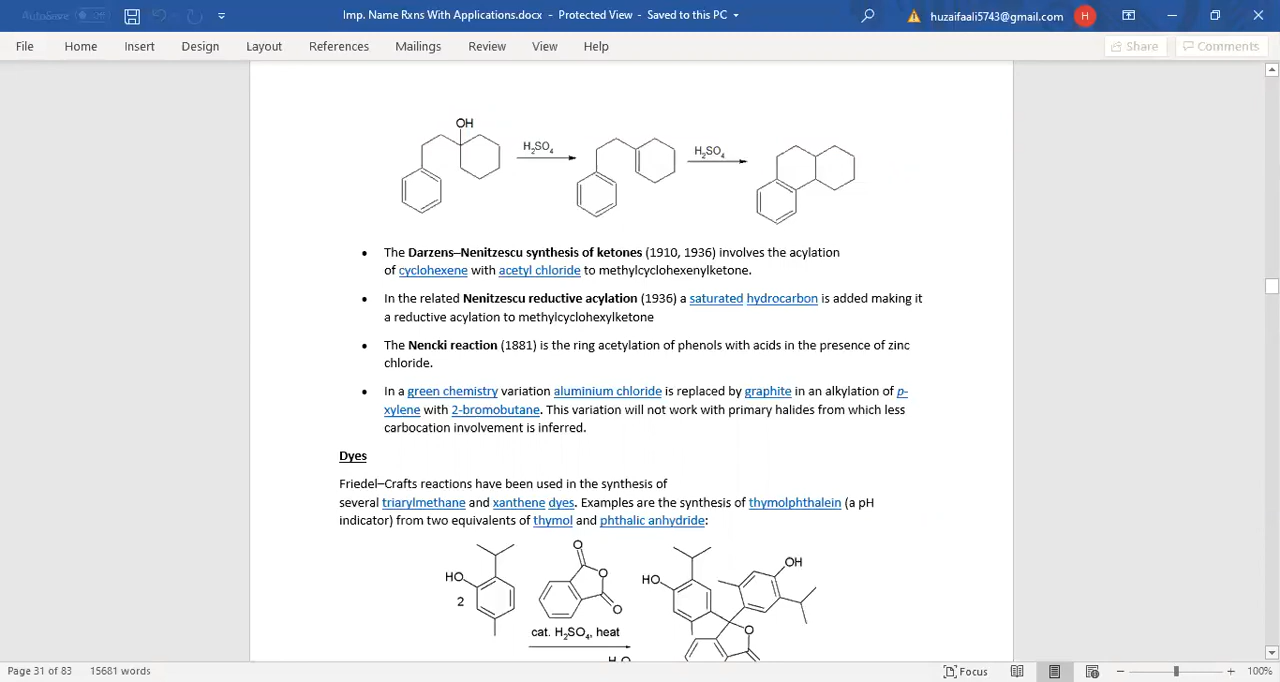 AutoSave Off
Imp. Name Rxns With Applications.docx - Protected View - Saved to this PC
huzaifaali5743@gmail.com H
File Home Insert Design Layout References Mailings Review View Help
Share Comments
OH
H2SO4
H2SO4
• The Darzens–Nenitzescu synthesis of ketones (1910, 1936) involves the acylation
of cyclohexene with acetyl chloride to methylcyclohexenylketone.
• In the related Nenitzescu reductive acylation (1936) a saturated hydrocarbon is added making it
a reductive acylation to methylcyclohexylketone
• The Nencki reaction (1881) is the ring acetylation of phenols with acids in the presence of zinc
chloride.
• In a green chemistry variation aluminium chloride is replaced by graphite in an alkylation of p-
xylene with 2-bromobutane. This variation will not work with primary halides from which less
carbocation involvement is inferred.
Dyes
Friedel–Crafts reactions have been used in the synthesis of
several triarylmethane and xanthene dyes. Examples are the synthesis of thymolphthalein (a pH
indicator) from two equivalents of thymol and phthalic anhydride:
HO
2
O
O
O
cat. H2SO4, heat
HO
OH
O
Page 31 of 83 15681 words
Focus
100%